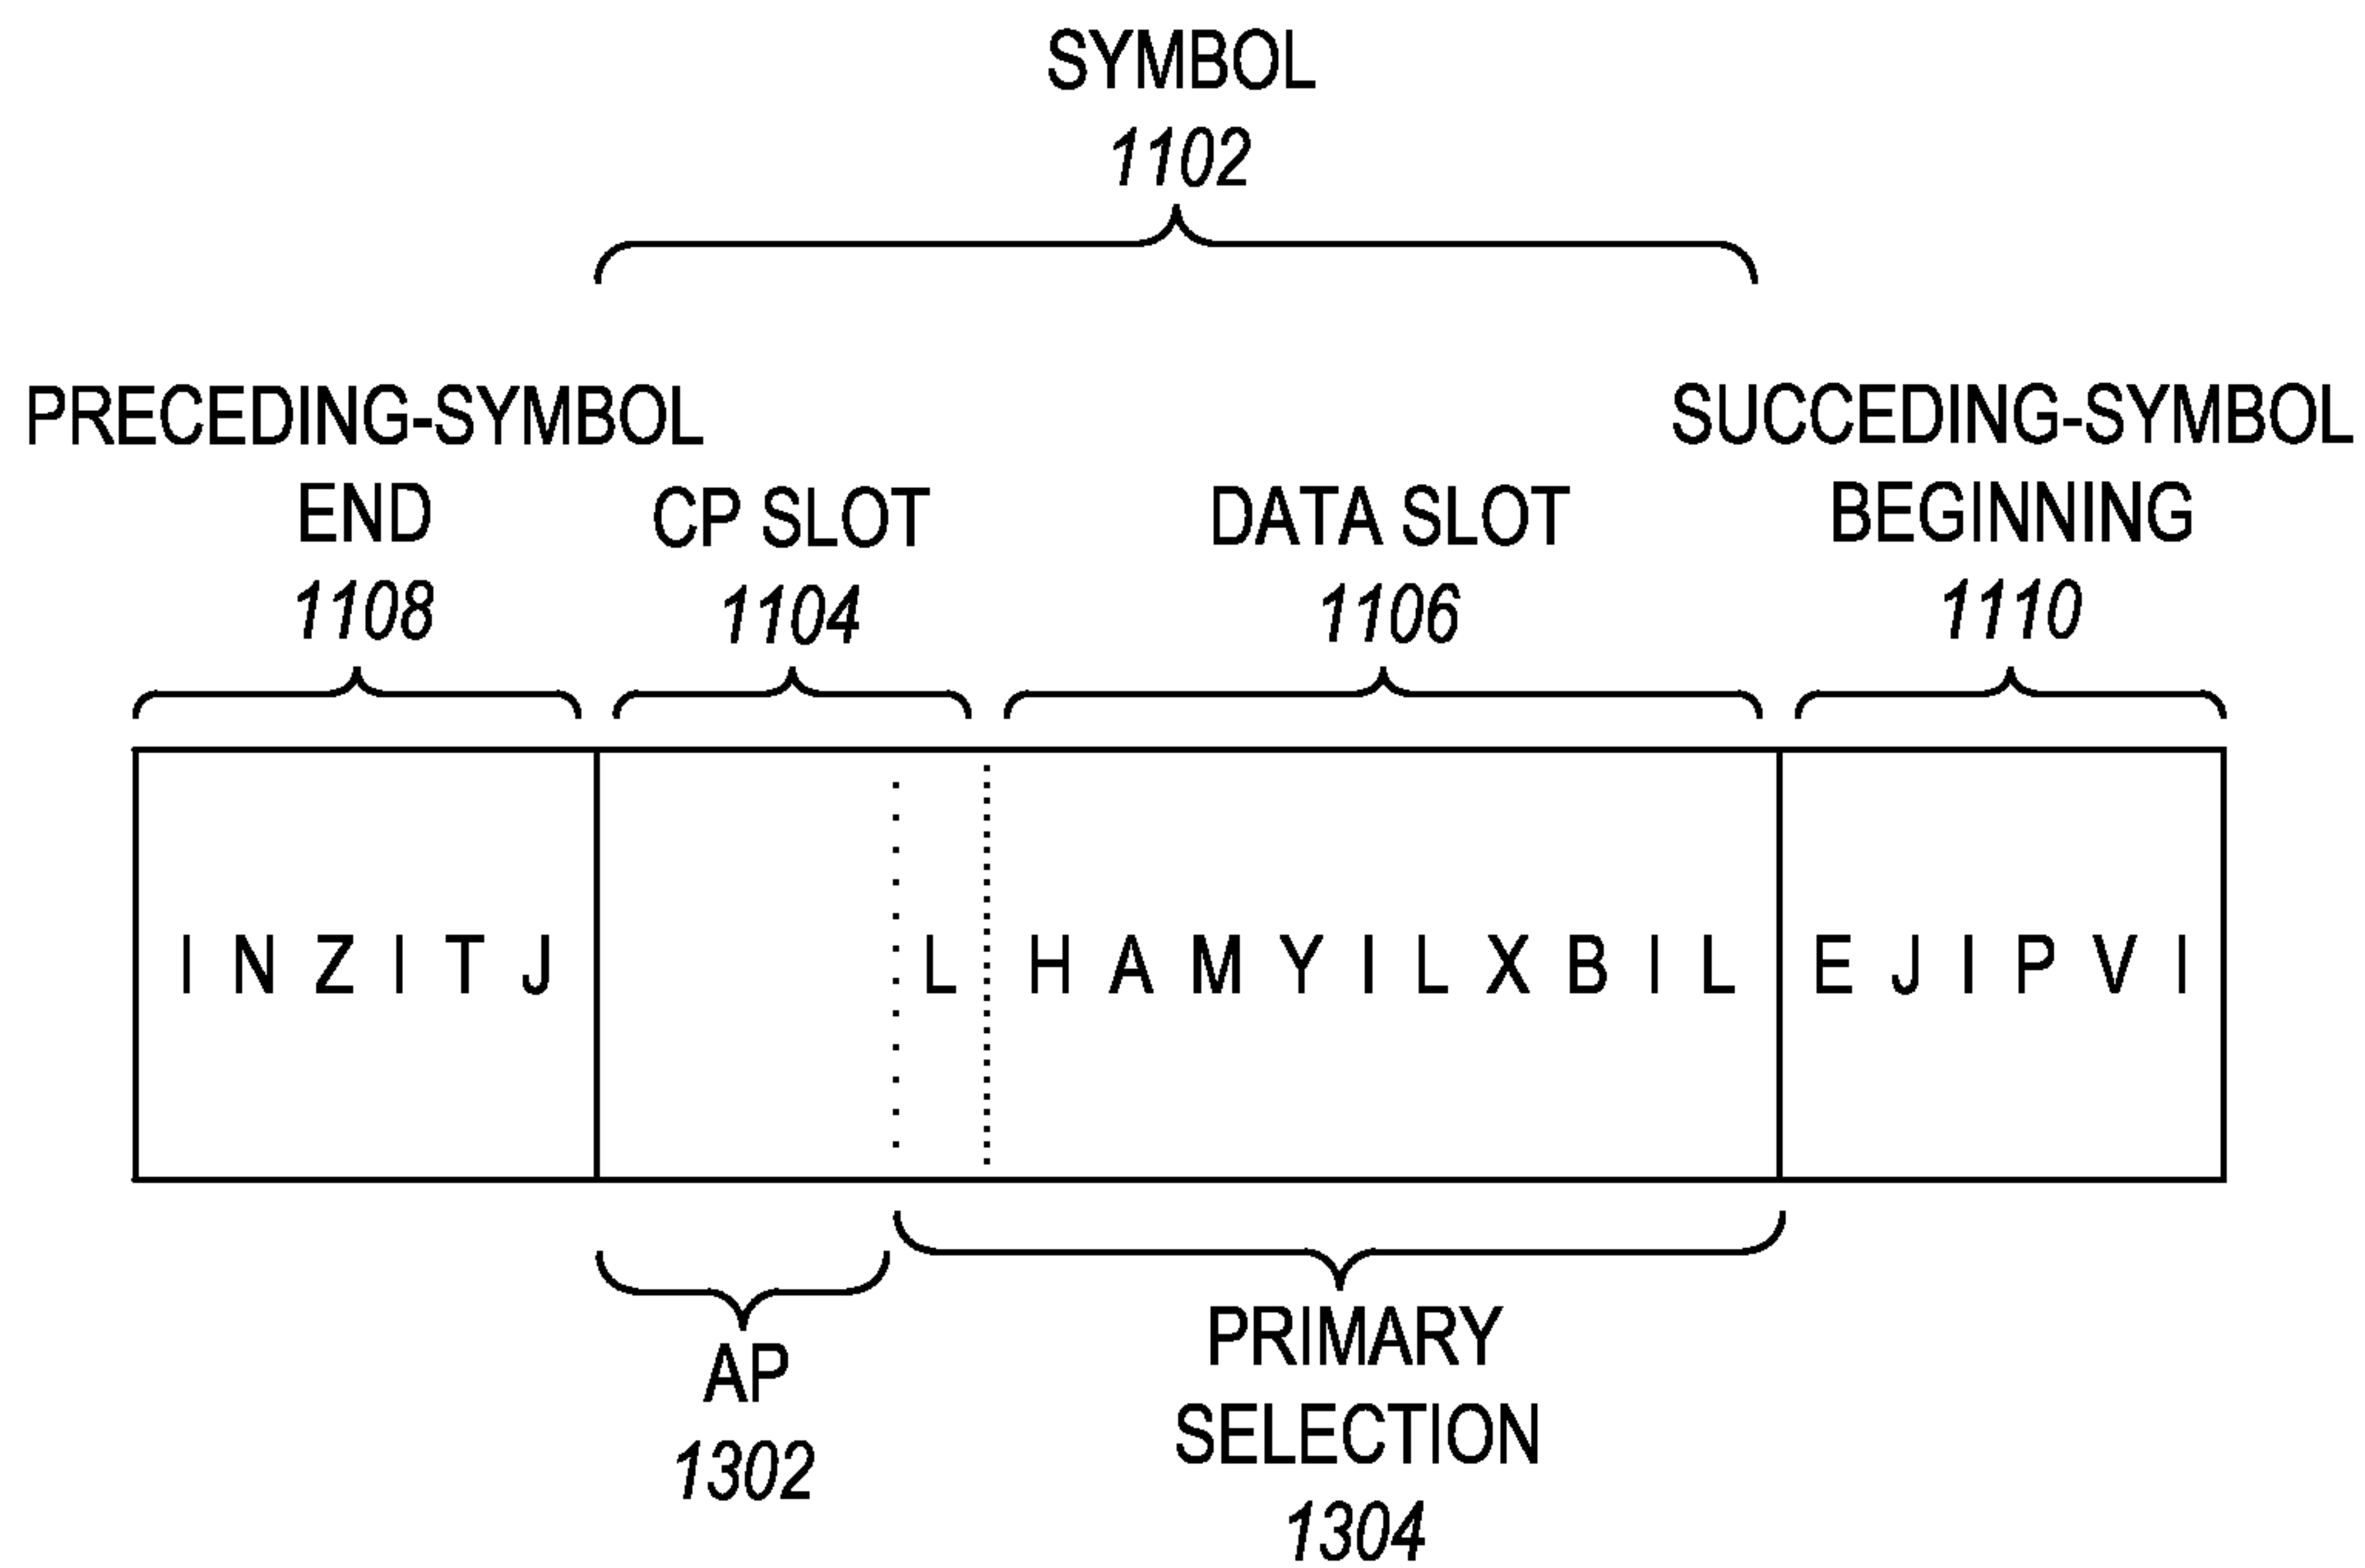 SYMBOL
1102
PRECEDING-SYMBOL
END
1108
CP SLOT
1104
DATA SLOT
1106
SUCCEDING-SYMBOL
BEGINNING
1110
I N Z I T J L H A M Y I L X B I L E J I P V I
AP
1302
PRIMARY
SELECTION
1304